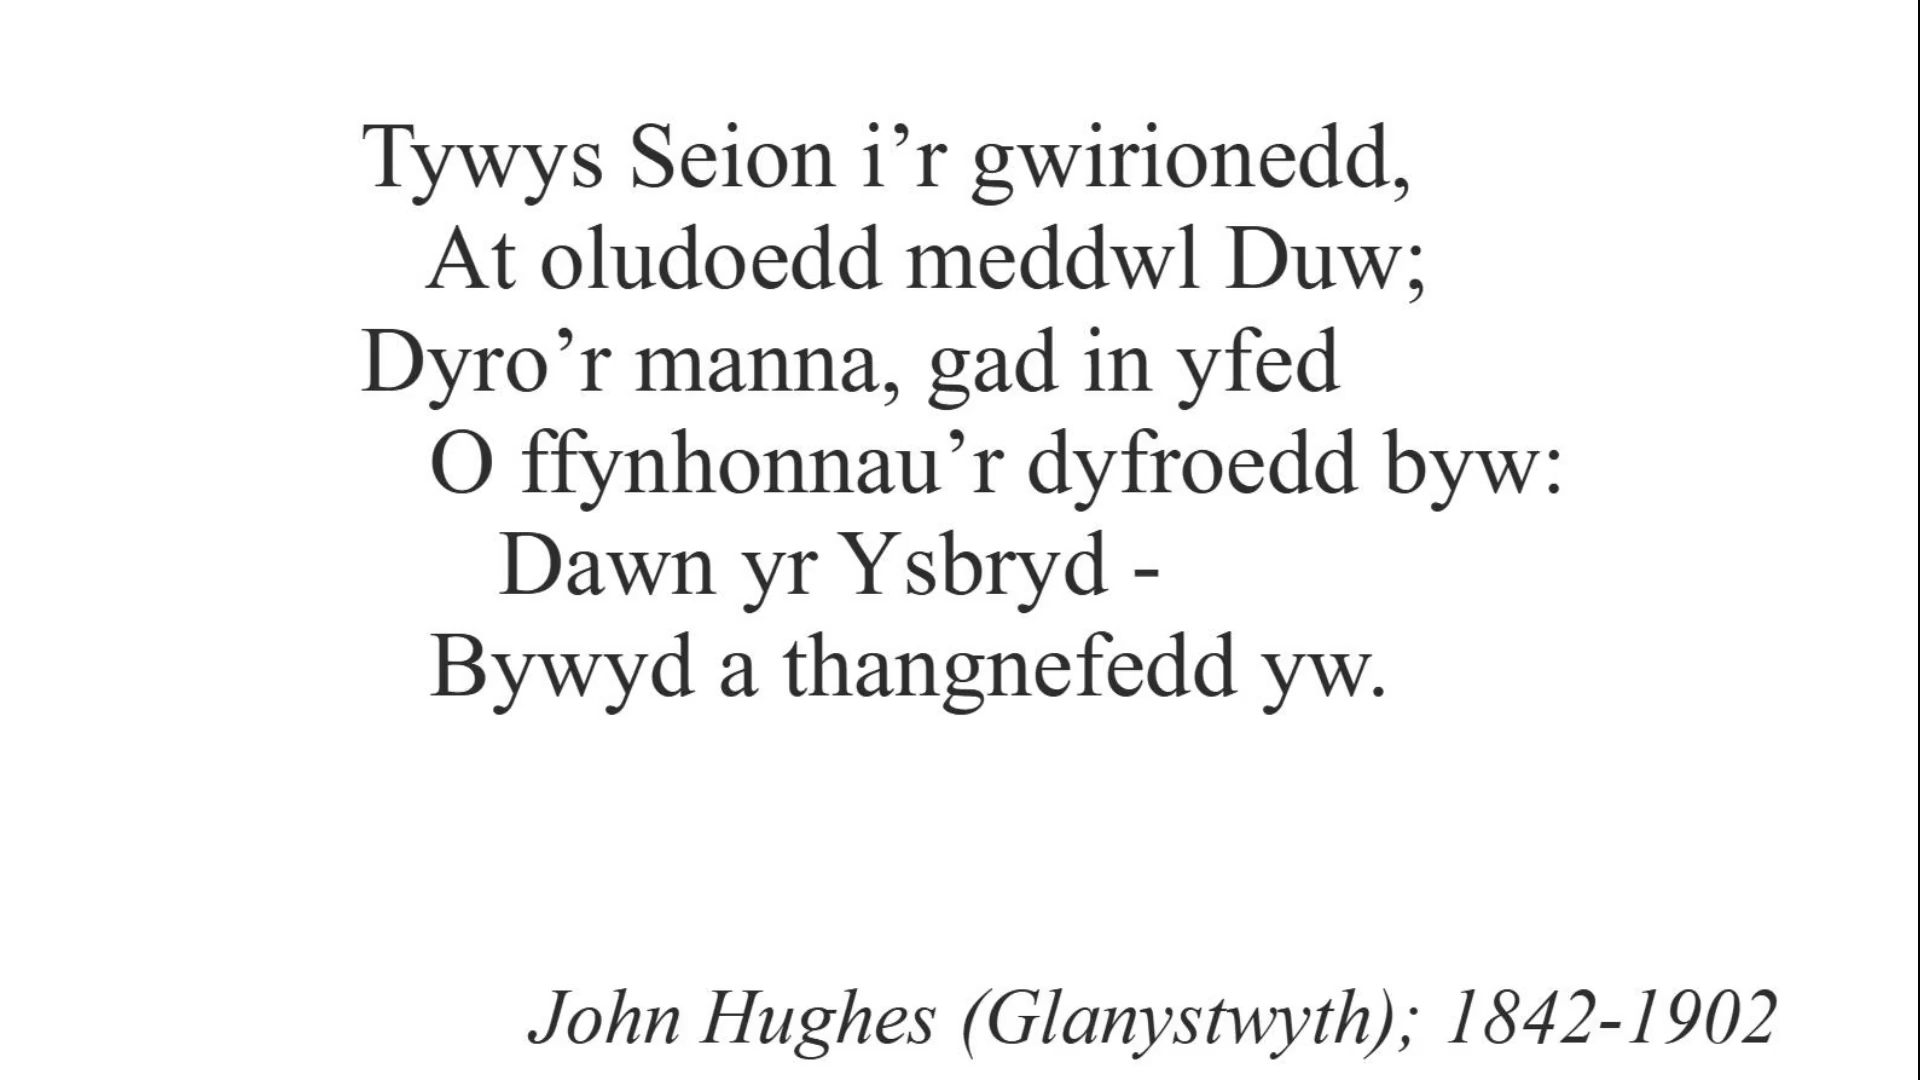 Tywys Seion i’r gwirionedd,
At oludoedd meddwl Duw;
Dyro’r manna, gad in yfed
O ffynhonnau’r dyfroedd byw:
Dawn yr Ysbryd -
Bywyd a thangnefedd yw.
John Hughes (Glanystwyth); 1842-1902